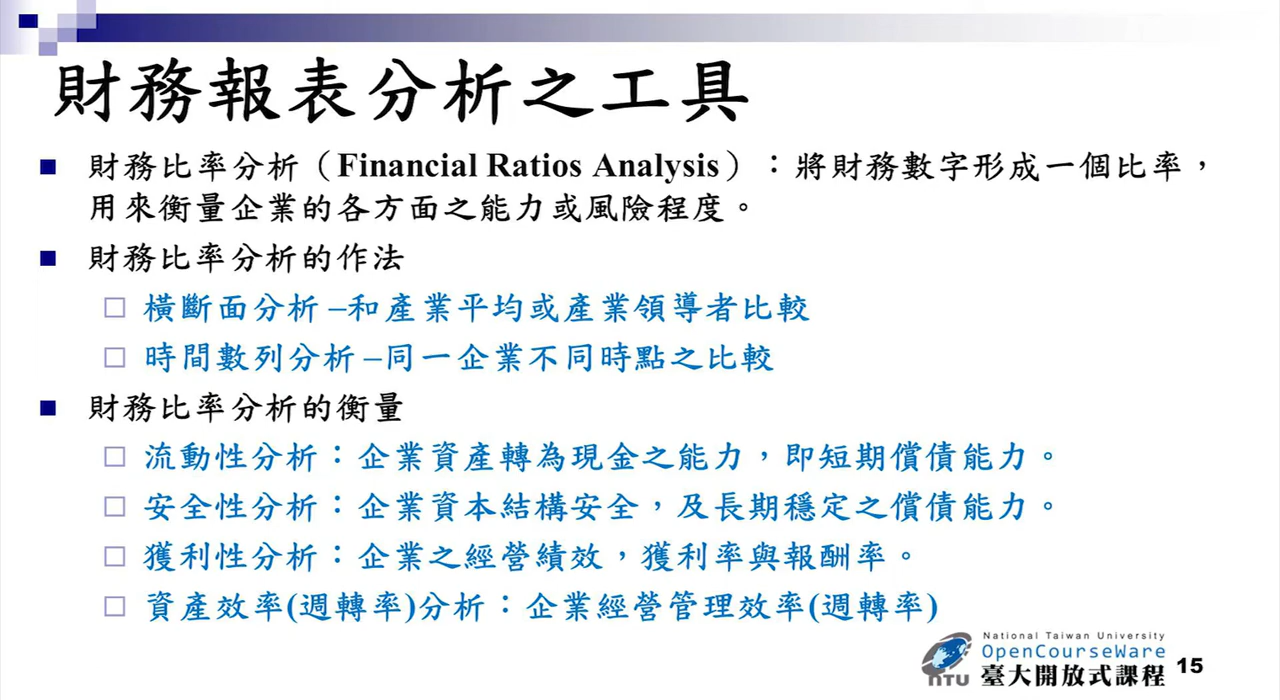 財務報表分析之工具
財務比率分析（Financial Ratios Analysis）：將財務數字形成一個比率，
用來衡量企業的各方面之能力或風險程度。
財務比率分析的作法
橫斷面分析 –和產業平均或產業領導者比較
時間數列分析 –同一企業不同時點之比較
財務比率分析的衡量
流動性分析：企業資產轉為現金之能力，即短期償債能力。
安全性分析：企業資本結構安全，及長期穩定之償債能力。
獲利性分析：企業之經營績效，獲利率與報酬率。
資產效率(週轉率)分析：企業經營管理效率(週轉率)
National Taiwan University
OpenCourseWare
NTU 臺大開放式課程 15